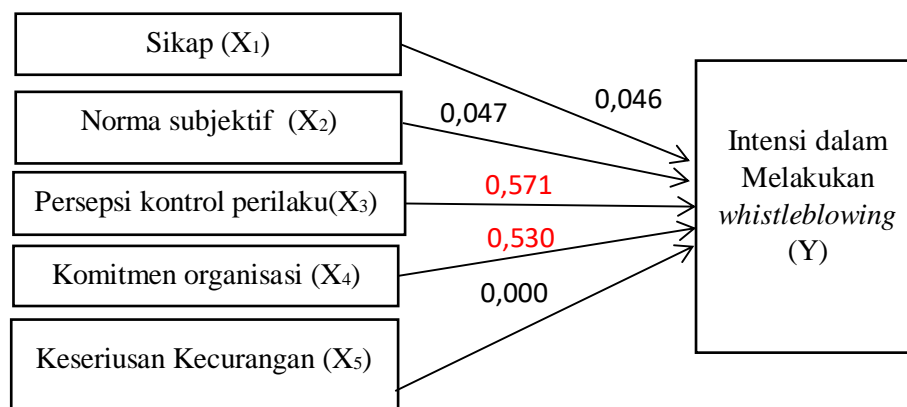 Sikap (X1)
0,046
Norma subjektif (X2)
0,047
Persepsi kontrol perilaku(X3)
0,571
Komitmen organisasi (X4)
0,530
Keseriusan Kecurangan (X5)
0,000
Intensi dalam
Melakukan
whistleblowing
(Y)